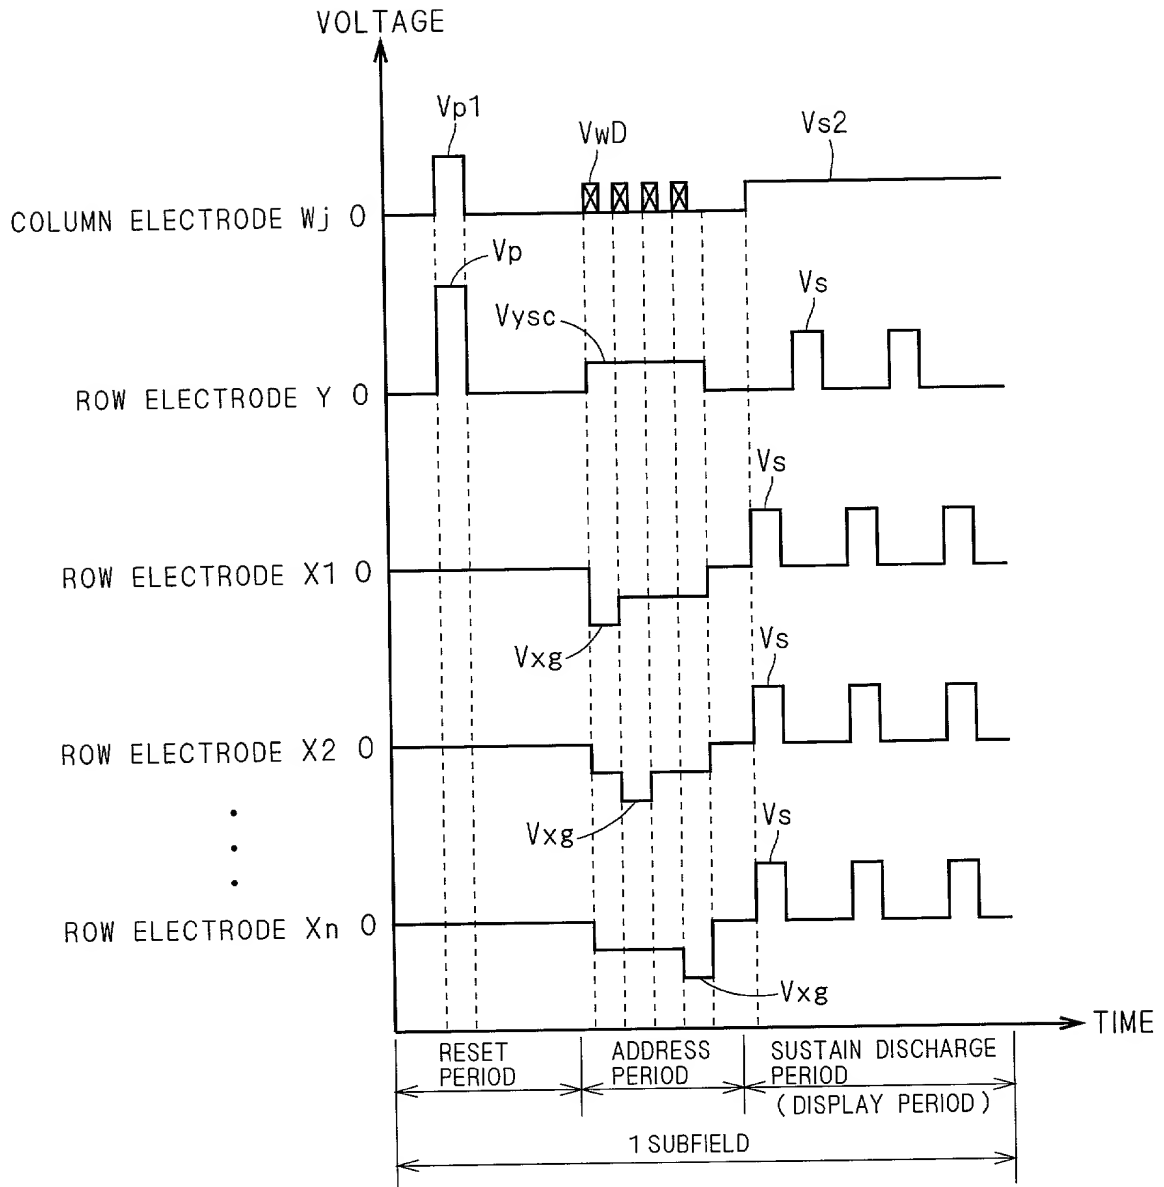 VOLTAGE
Vp1
VwD
Vs2
COLUMN ELECTRODE Wj 0
Vp
Vysc
Vs
ROW ELECTRODE Y 0
Vs
ROW ELECTRODE X1 0
Vxg
Vs
ROW ELECTRODE X2 0
Vxg
Vs
ROW ELECTRODE Xn 0
Vxg
TIME
RESET
PERIOD
ADDRESS
PERIOD
SUSTAIN DISCHARGE
PERIOD
(DISPLAY PERIOD)
1 SUBFIELD